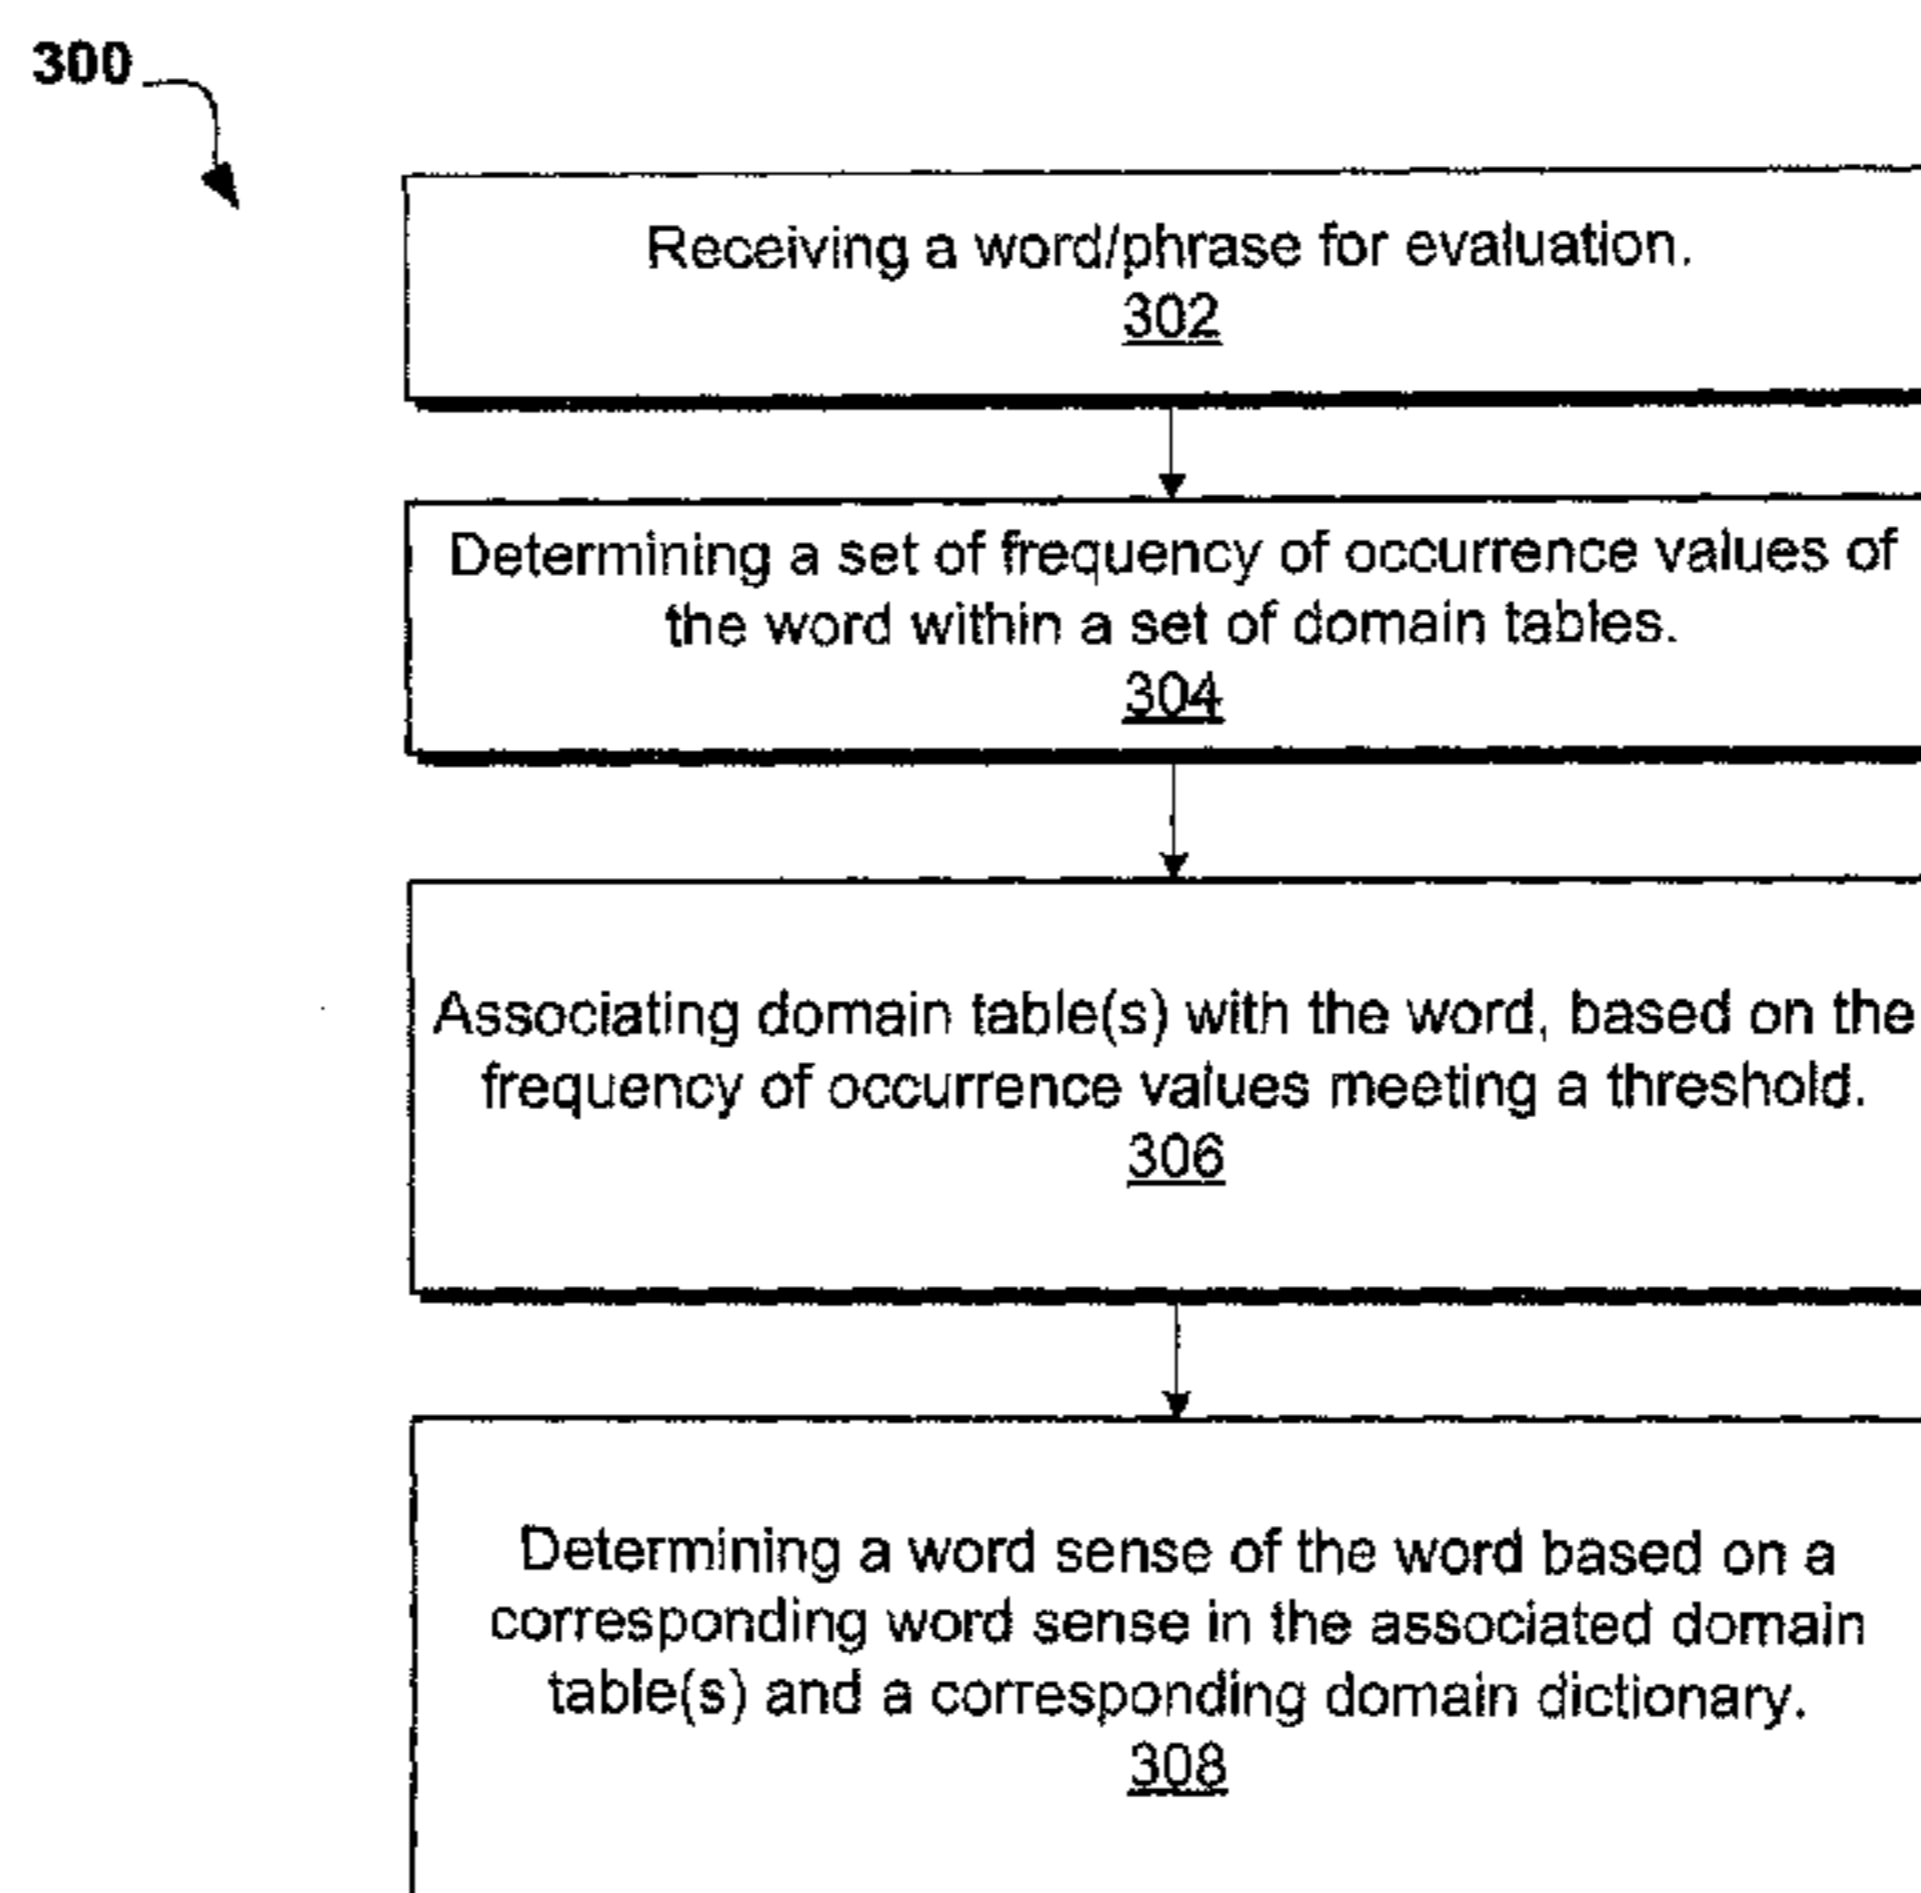 300
Receiving a word/phrase for evaluation.
302
Determining a set of frequency of occurrence values of
the word within a set of domain tables.
304
Associating domain table(s) with the word, based on the
frequency of occurrence values meeting a threshold.
306
Determining a word sense of the word based on a
corresponding word sense in the associated domain
table(s) and a corresponding domain dictionary.
308